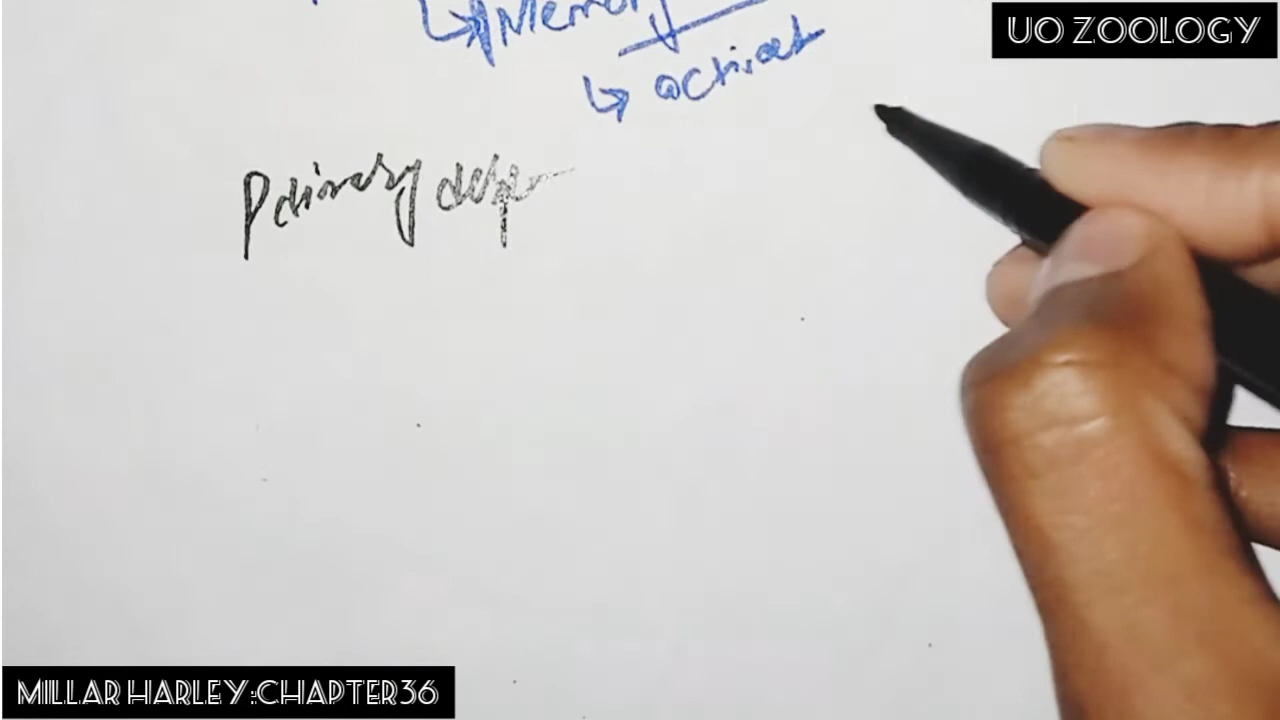 UO ZOOLOGY
↳ Memory
↳ activat
Primary
MILLAR HARLEY :CHAPTER36